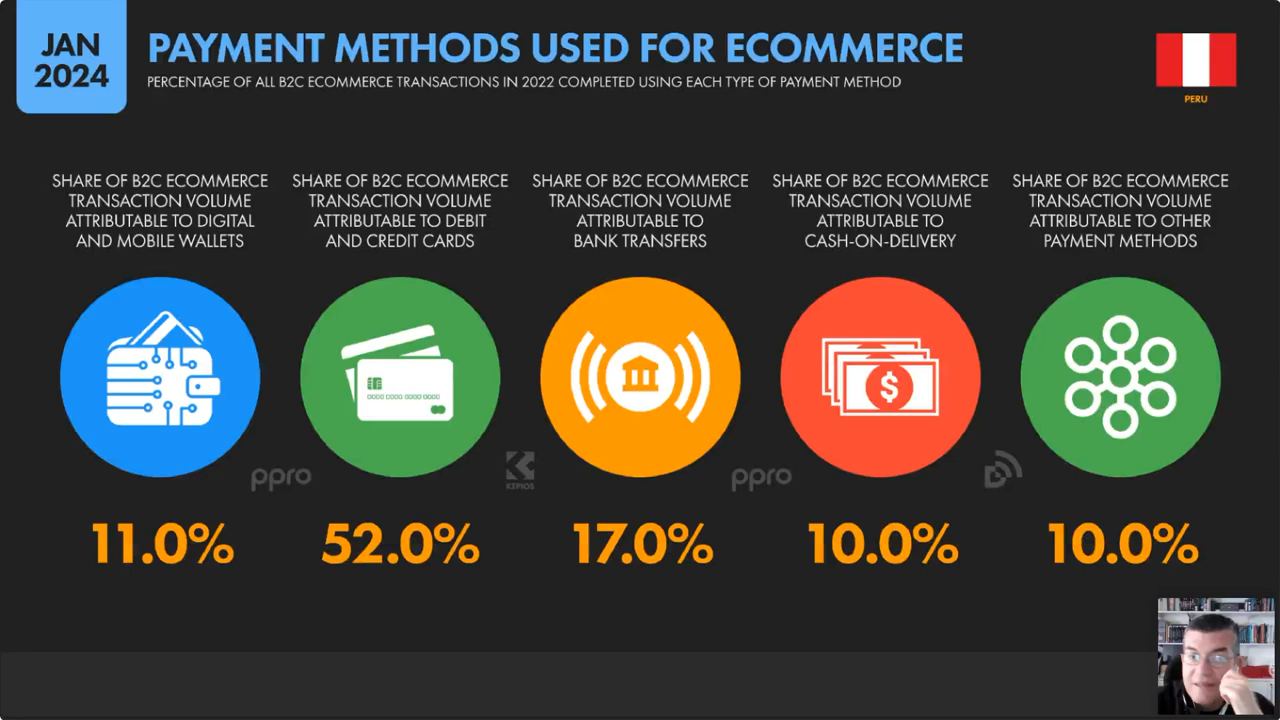 JAN
2024
PAYMENT METHODS USED FOR ECOMMERCE
PERCENTAGE OF ALL B2C ECOMMERCE TRANSACTIONS IN 2022 COMPLETED USING EACH TYPE OF PAYMENT METHOD
PERU
SHARE OF B2C ECOMMERCE
TRANSACTION VOLUME
ATTRIBUTABLE TO DIGITAL
AND MOBILE WALLETS
SHARE OF B2C ECOMMERCE
TRANSACTION VOLUME
ATTRIBUTABLE TO DEBIT
AND CREDIT CARDS
SHARE OF B2C ECOMMERCE
TRANSACTION VOLUME
ATTRIBUTABLE TO
BANK TRANSFERS
SHARE OF B2C ECOMMERCE
TRANSACTION VOLUME
ATTRIBUTABLE TO
CASH-ON-DELIVERY
SHARE OF B2C ECOMMERCE
TRANSACTION VOLUME
ATTRIBUTABLE TO OTHER
PAYMENT METHODS
0000 0000 0000 0000
$
ppro
KEPIOS
ppro
11.0%
52.0%
17.0%
10.0%
10.0%